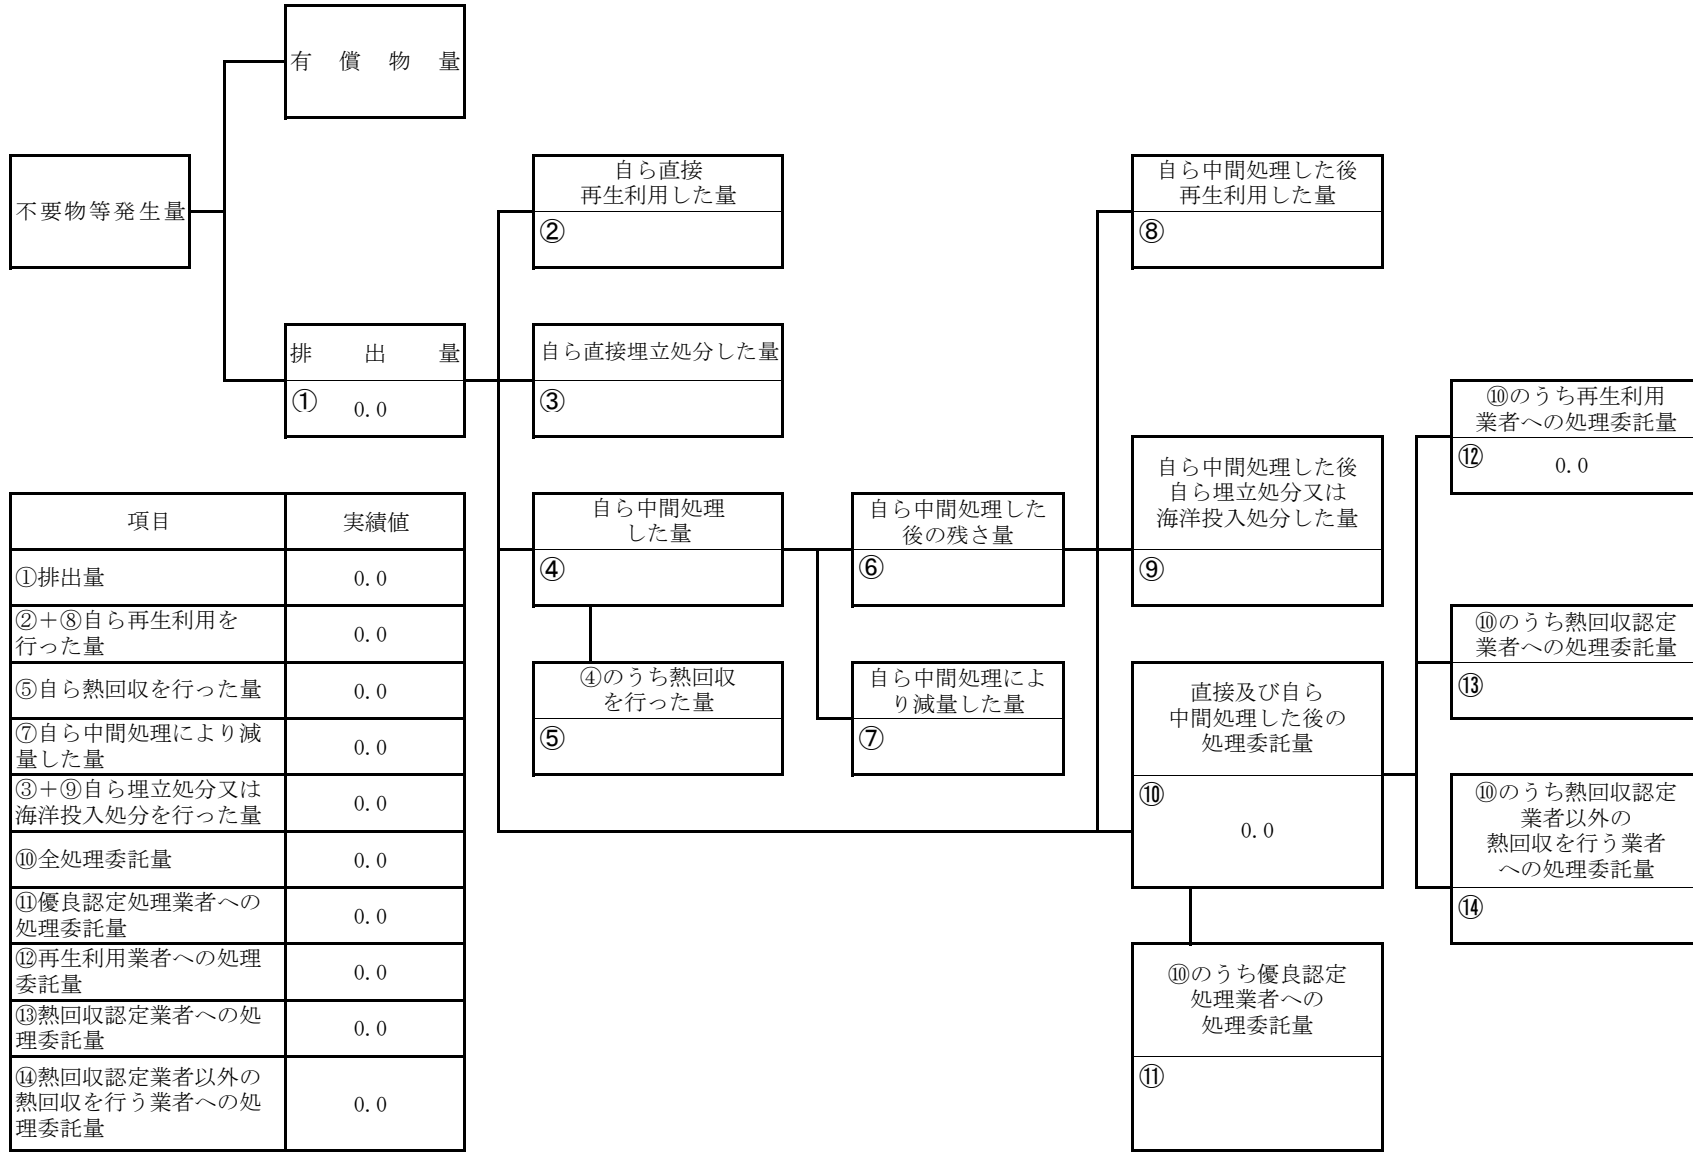 有償物量
不要物等発生量
排出量
① 0.0
自ら直接
再生利用した量
②
自ら直接埋立処分した量
③
自ら中間処理
した量
④
④のうち熱回収
を行った量
⑤
自ら中間処理した
後の残さ量
⑥
自ら中間処理によ
り減量した量
⑦
自ら中間処理した後
再生利用した量
⑧
自ら中間処理した後
自ら埋立処分又は
海洋投入処分した量
⑨
直接及び自ら
中間処理した後の
処理委託量
⑩
0.0
⑩のうち優良認定
処理業者への
処理委託量
⑪
⑩のうち再生利用
業者への処理委託量
⑫ 0.0
⑩のうち熱回収認定
業者への処理委託量
⑬
⑩のうち熱回収認定
業者以外の
熱回収を行う業者
への処理委託量
⑭
項目 実績値
①排出量 0.0
②+⑧自ら再生利用を
行った量 0.0
⑤自ら熱回収を行った量 0.0
⑦自ら中間処理により減
量した量 0.0
③+⑨自ら埋立処分又は
海洋投入処分を行った量 0.0
⑩全処理委託量 0.0
⑪優良認定処理業者への
処理委託量 0.0
⑫再生利用業者への処理
委託量 0.0
⑬熱回収認定業者への処
理委託量 0.0
⑭熱回収認定業者以外の
熱回収を行う業者への処 0.0
理委託量